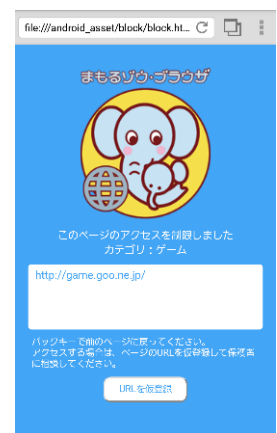 file:///android_asset/block/block.ht...
まもるゾウ・ブラウザ
このページのアクセスを制限しました
カテゴリ：ゲーム
http://game.goo.ne.jp/
バックキーで前のページに戻ってください。
アクセスする場合は、ページのURLを仮登録して保護者
に相談してください。
URLを仮登録